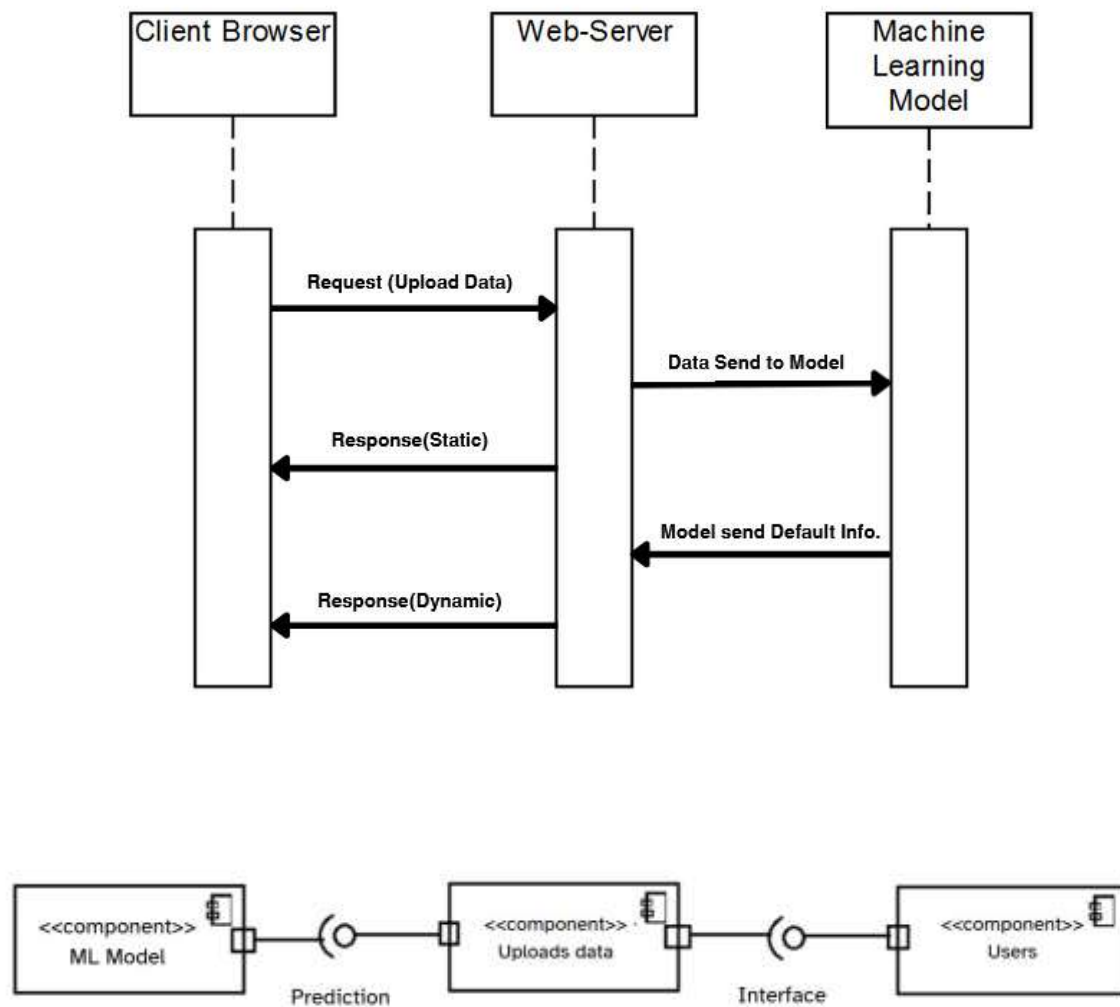 Client Browser
Web-Server
Machine
Learning
Model
Request (Upload Data)
Data Send to Model
Response(Static)
Model send Default Info.
Response(Dynamic)
<<component>>
ML Model
Prediction
<<component>>
Uploads data
Interface
<<component>>
Users